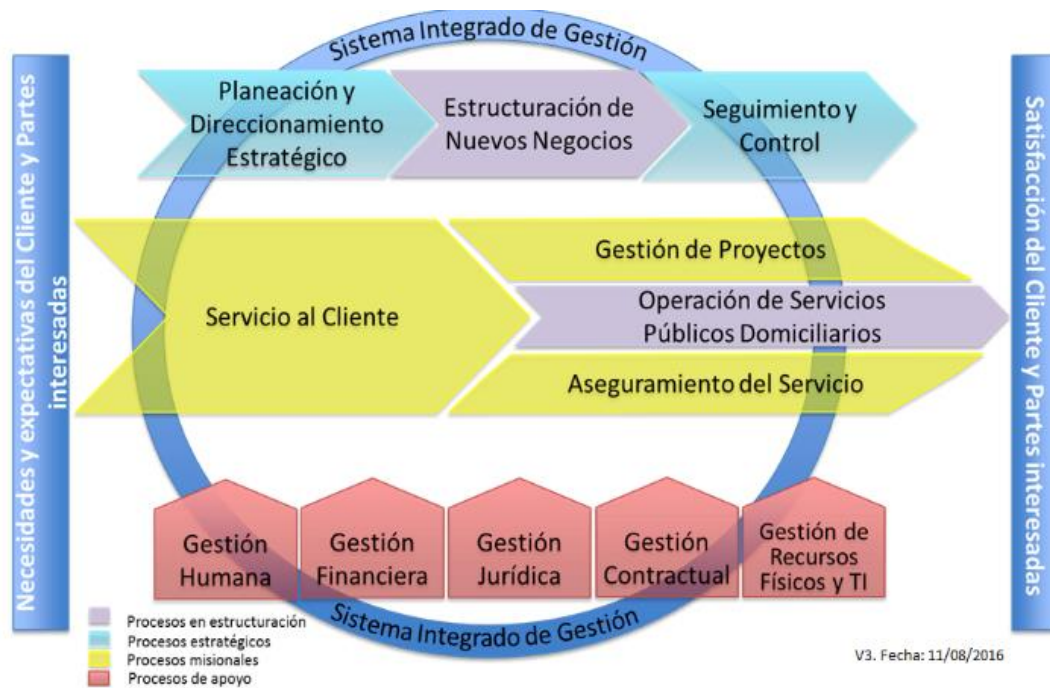 Sistema Integrado de Gestión
Necesidades y expectativas del Cliente y Partes
interesadas
Planeación y
Direccionamiento
Estratégico
Estructuración de
Nuevos Negocios
Seguimiento y
Control
Servicio al Cliente
Gestión de Proyectos
Operación de Servicios
Públicos Domiciliarios
Aseguramiento del Servicio
Satisfacción del Cliente y Partes interesadas
Gestión
Humana
Gestión
Financiera
Gestión
Jurídica
Gestión
Contractual
Gestión de
Recursos
Físicos y TI
Sistema Integrado de Gestión
Procesos en estructuración
Procesos estratégicos
Procesos misionales
Procesos de apoyo
V3. Fecha: 11/08/2016